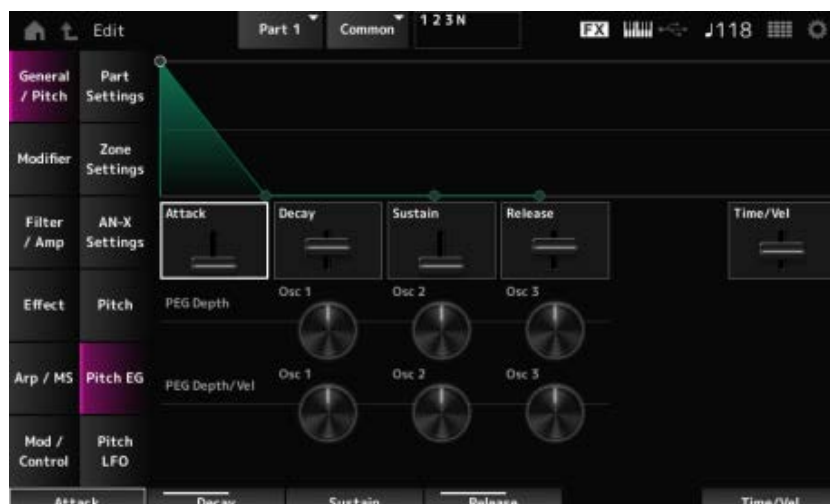 Edit
Part 1
Common
1 2 3 N
FX
♩118
General
/ Pitch
Part
Settings
Modifier
Zone
Settings
Filter
/ Amp
AN-X
Settings
Effect
Pitch
Arp / MS
Pitch EG
Mod /
Control
Pitch
LFO
Attack
Decay
Sustain
Release
Time/Vel
PEG Depth
Osc 1
Osc 2
Osc 3
PEG Depth/Vel
Osc 1
Osc 2
Osc 3
Attack
Decay
Sustain
Release
Time/Vel